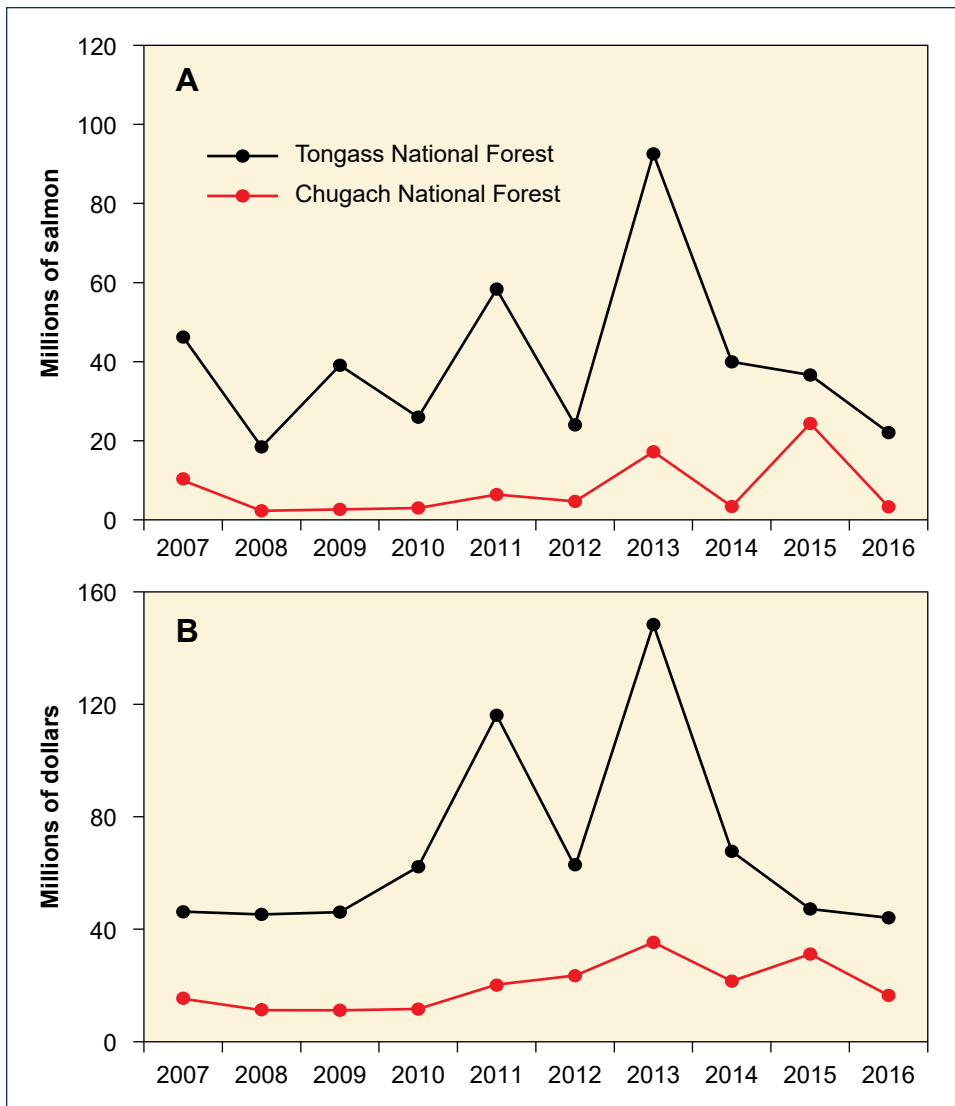 A
Millions of salmon
120
100
80
60
40
20
0
Tongass National Forest
Chugach National Forest
2007 2008 2009 2010 2011 2012 2013 2014 2015 2016
B
Millions of dollars
160
120
80
40
0
2007 2008 2009 2010 2011 2012 2013 2014 2015 2016